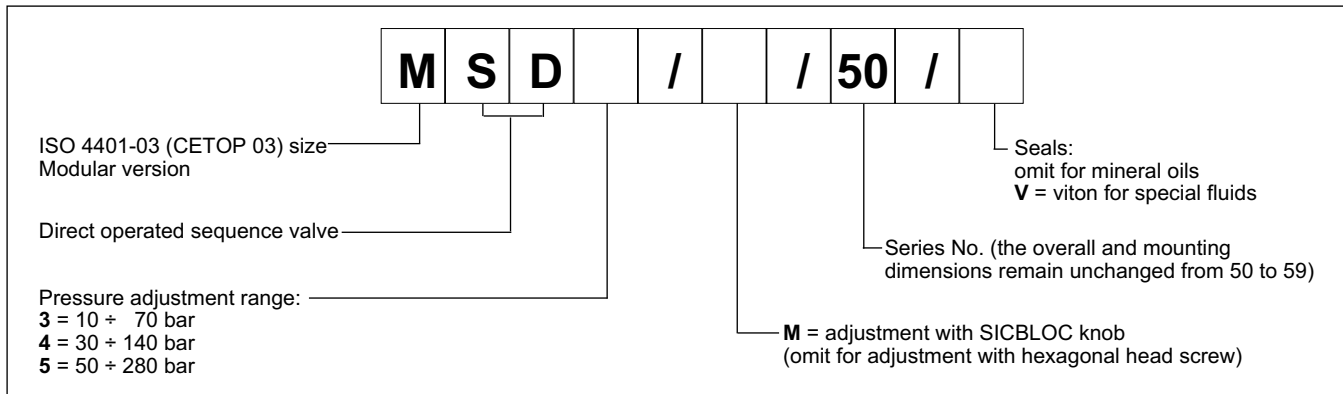 M S D / / 50 /
ISO 4401-03 (CETOP 03) size
Modular version
Direct operated sequence valve
Pressure adjustment range:
3 = 10 ÷ 70 bar
4 = 30 ÷ 140 bar
5 = 50 ÷ 280 bar
Seals:
omit for mineral oils
V = viton for special fluids
Series No. (the overall and mounting
dimensions remain unchanged from 50 to 59)
M = adjustment with SICBLOC knob
(omit for adjustment with hexagonal head screw)